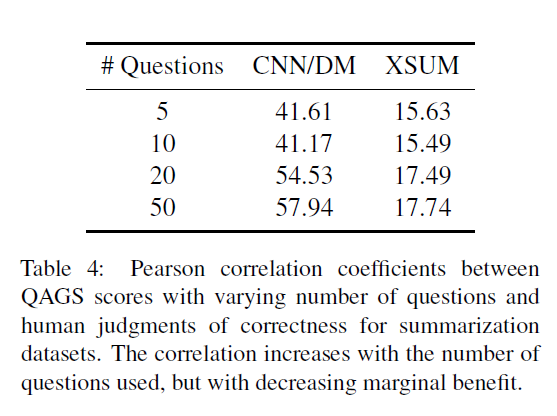 # Questions CNN/DM XSUM
5 41.61 15.63
10 41.17 15.49
20 54.53 17.49
50 57.94 17.74
Table 4: Pearson correlation coefficients between
QAGS scores with varying number of questions and
human judgments of correctness for summarization
datasets. The correlation increases with the number of
questions used, but with decreasing marginal benefit.